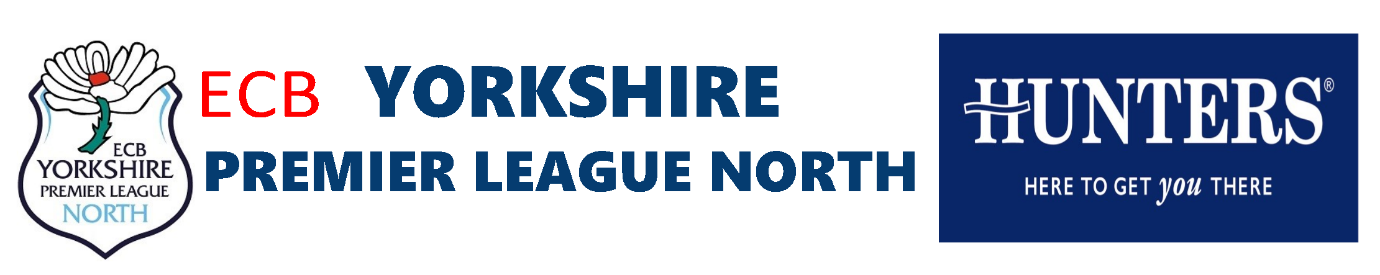 ECB
YORKSHIRE
PREMIER LEAGUE
NORTH
ECB YORKSHIRE
PREMIER LEAGUE NORTH
HUNTERS®
HERE TO GET you THERE